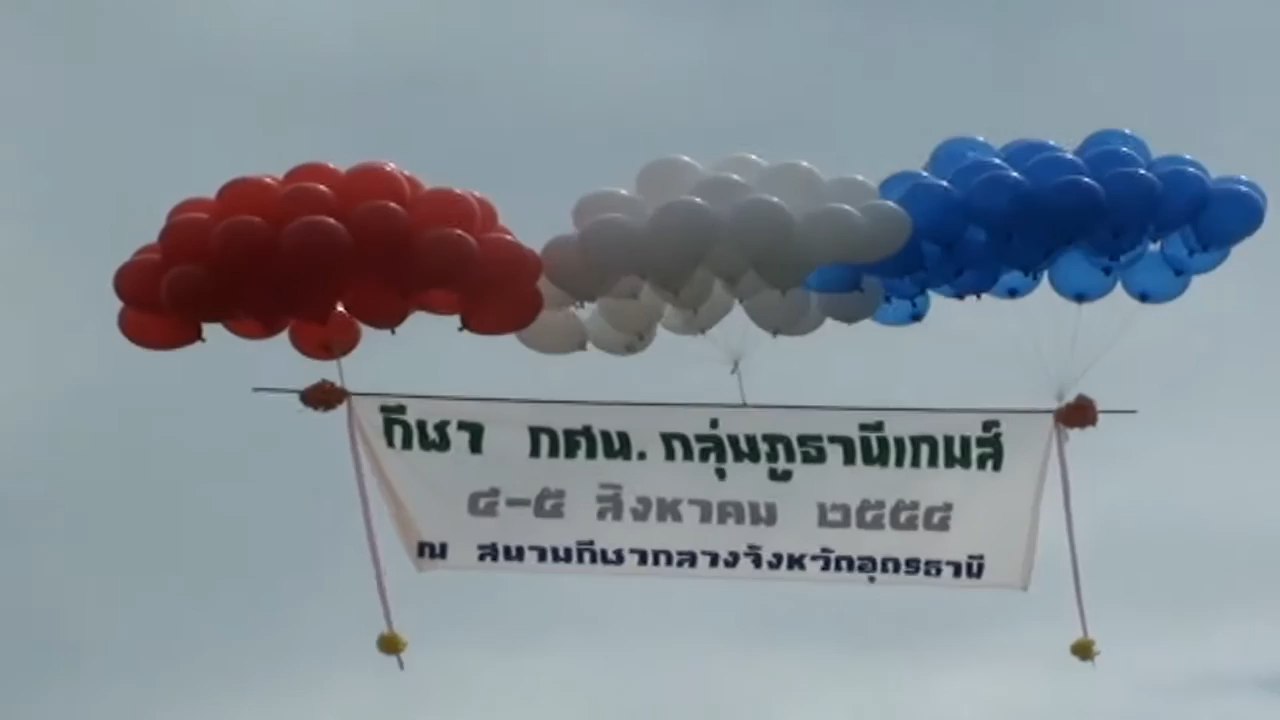 กีฬา กศน. กลุ่มภูธานีเกมส์
๔-๕ สิงหาคม ๒๕๕๔
ณ สนามกีฬากลางจังหวัดอุดรธานี